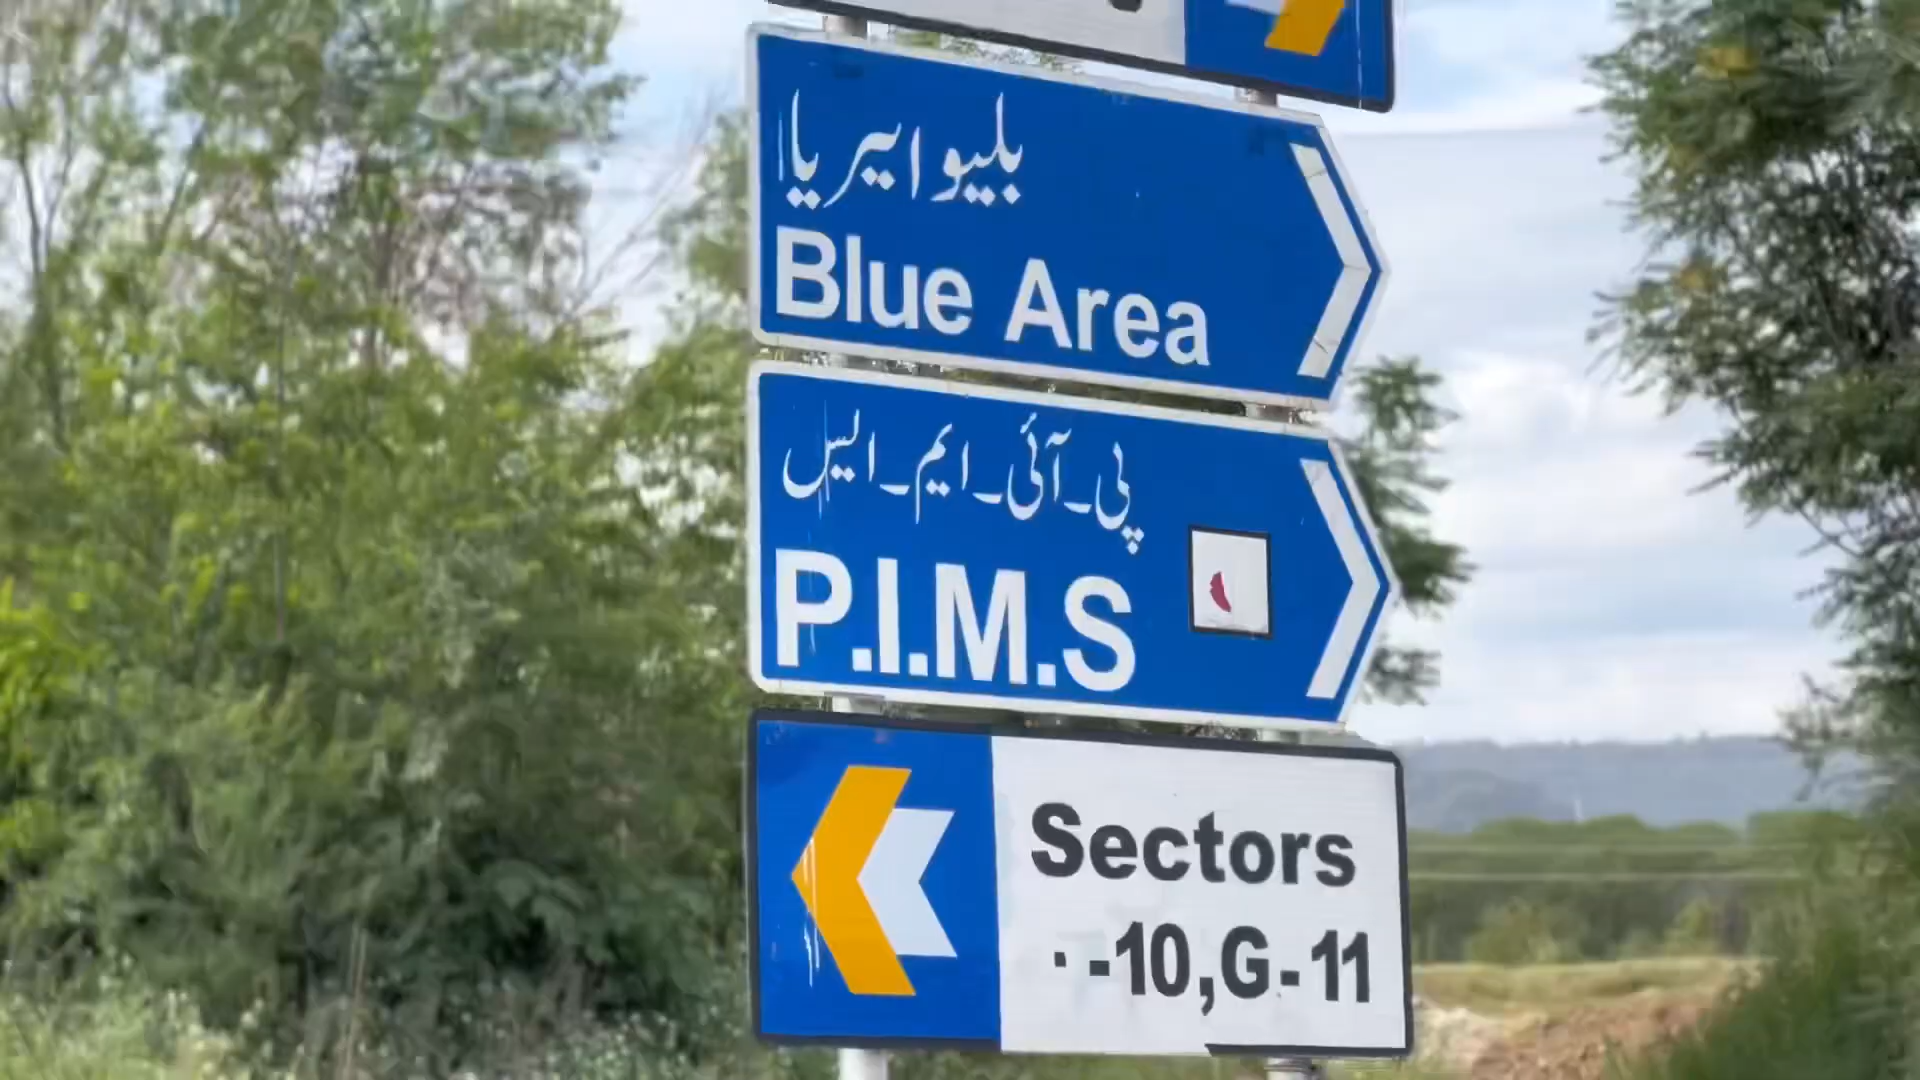 بلیو ایریا
Blue Area
پی۔آئی۔ایم۔ایس
P.I.M.S
Sectors
-10,G-11